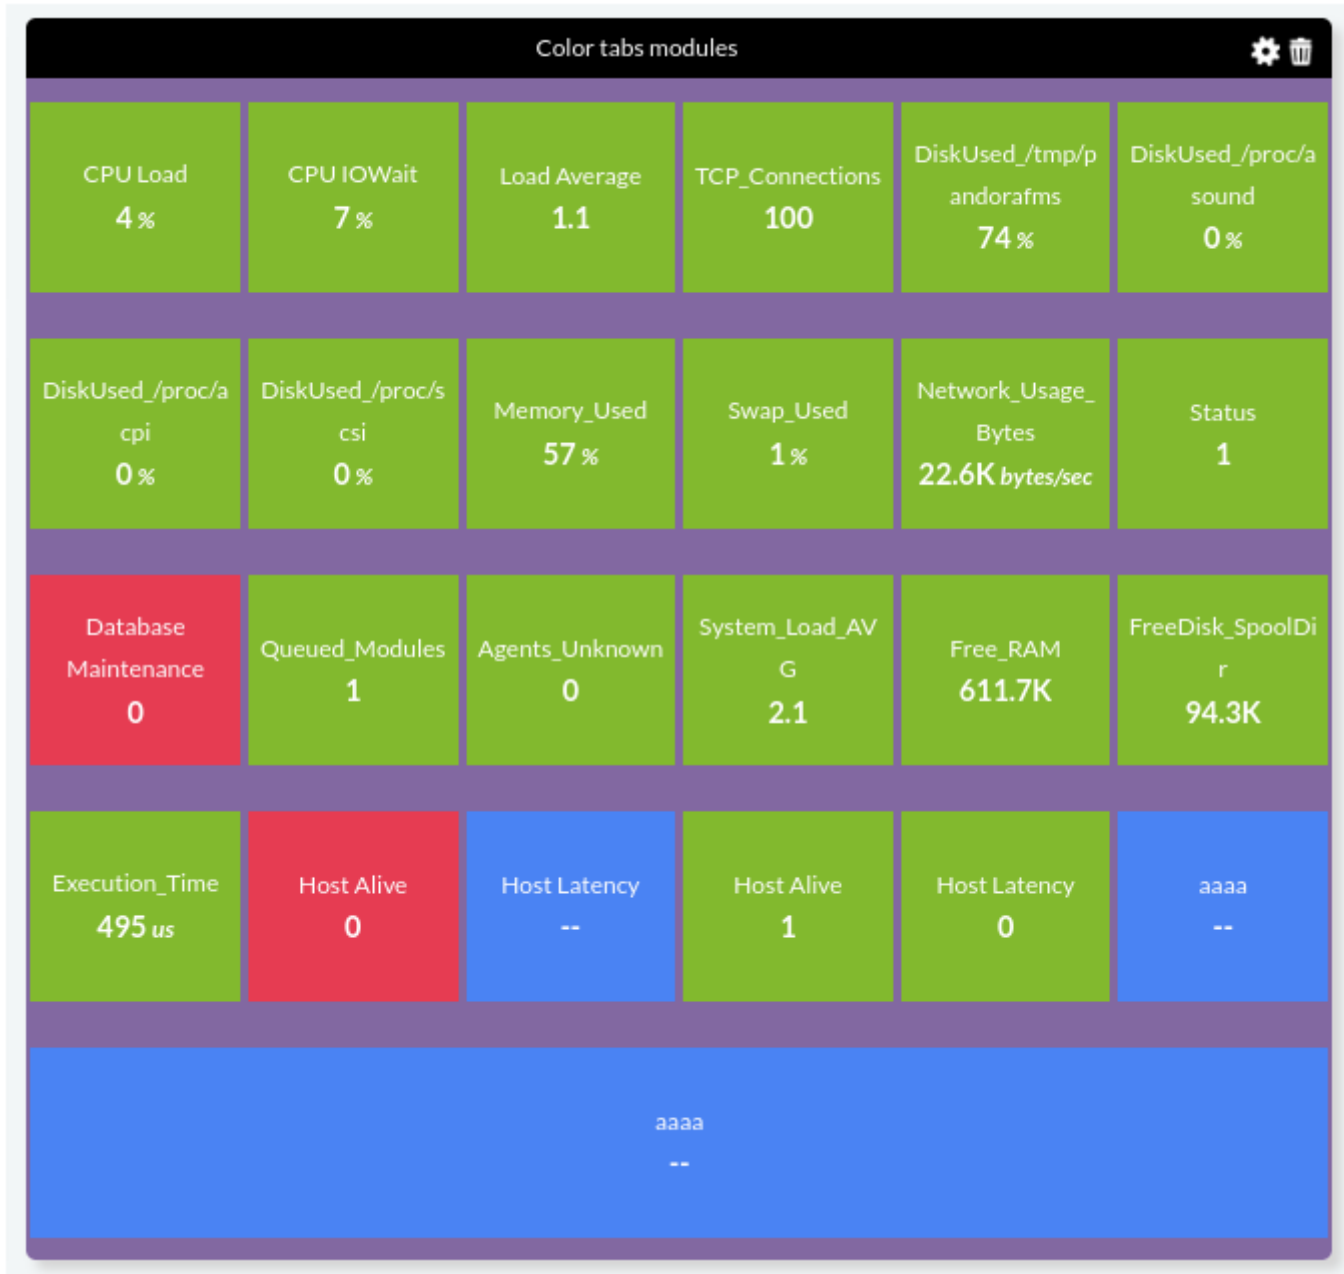 Color tabs modules
CPU Load
4 %
CPU IOWait
7 %
Load Average
1.1
TCP_Connections
100
DiskUsed_/tmp/p
andorafms
74 %
DiskUsed_/proc/a
sound
0 %
DiskUsed_/proc/a
cpi
0 %
DiskUsed_/proc/s
csi
0 %
Memory_Used
57 %
Swap_Used
1 %
Network_Usage_
Bytes
22.6K bytes/sec
Status
1
Database
Maintenance
0
Queued_Modules
1
Agents_Unknown
0
System_Load_AV
G
2.1
Free_RAM
611.7K
FreeDisk_SpoolDi
r
94.3K
Execution_Time
495 us
Host Alive
0
Host Latency
--
Host Alive
1
Host Latency
0
aaaa
--
aaaa
--